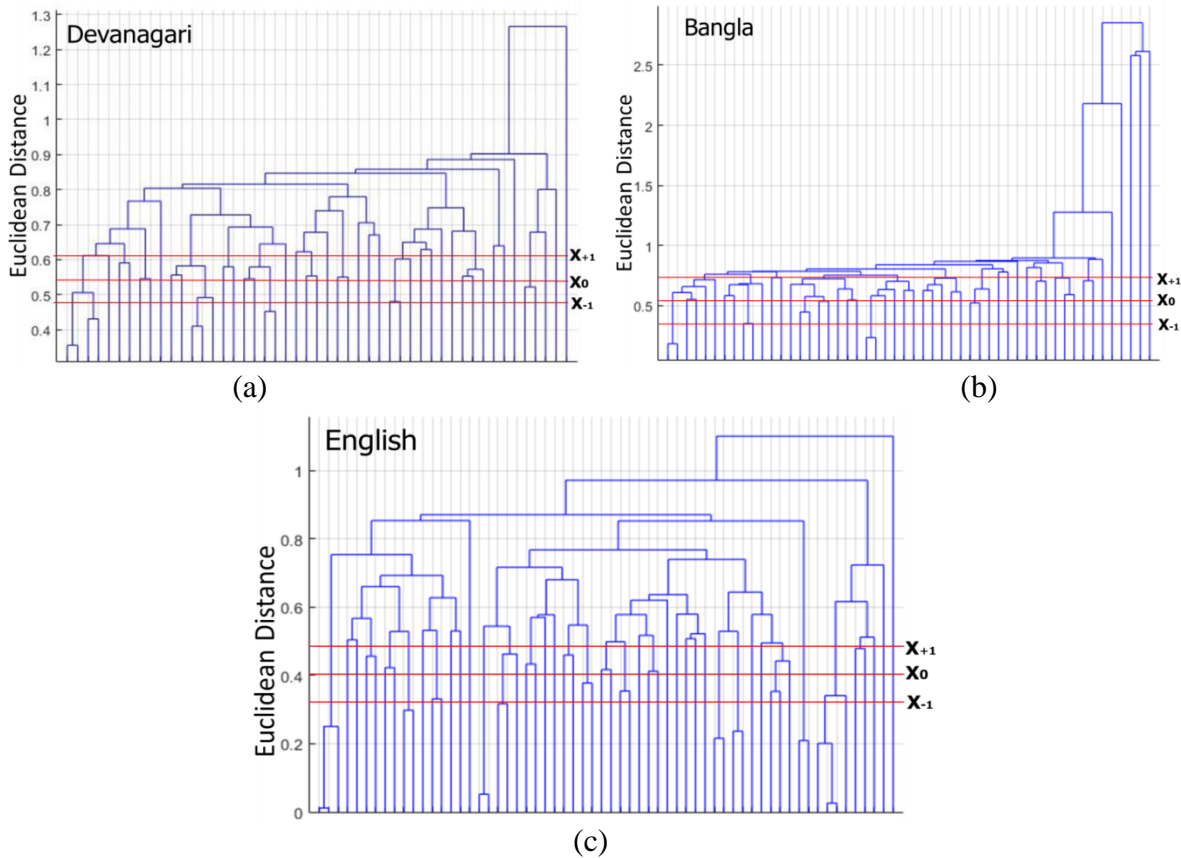 (a)
Devanagari
Euclidean Distance
1.3
1.2
1.1
1
0.9
0.8
0.7
0.6
0.5
0.4
X+1
X0
X-1
(b)
Bangla
Euclidean Distance
2.5
2
1.5
1
0.5
X+1
X0
X-1
(a)
(b)
English
Euclidean Distance
1
0.8
0.6
0.4
0.2
0
X+1
X0
X-1
(c)